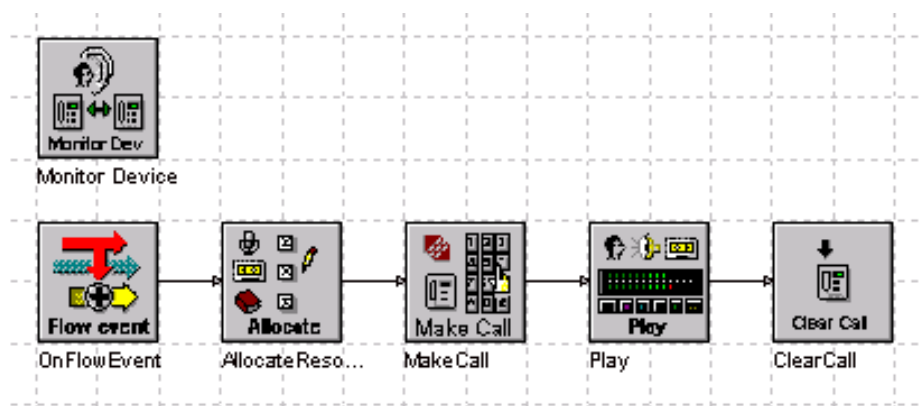 Monitor Dev
Monitor Device
Flow event
Allocate
Make Call
Play
Clear Call
OnFlowEvent
AllocateReso...
MakeCall
Play
ClearCall